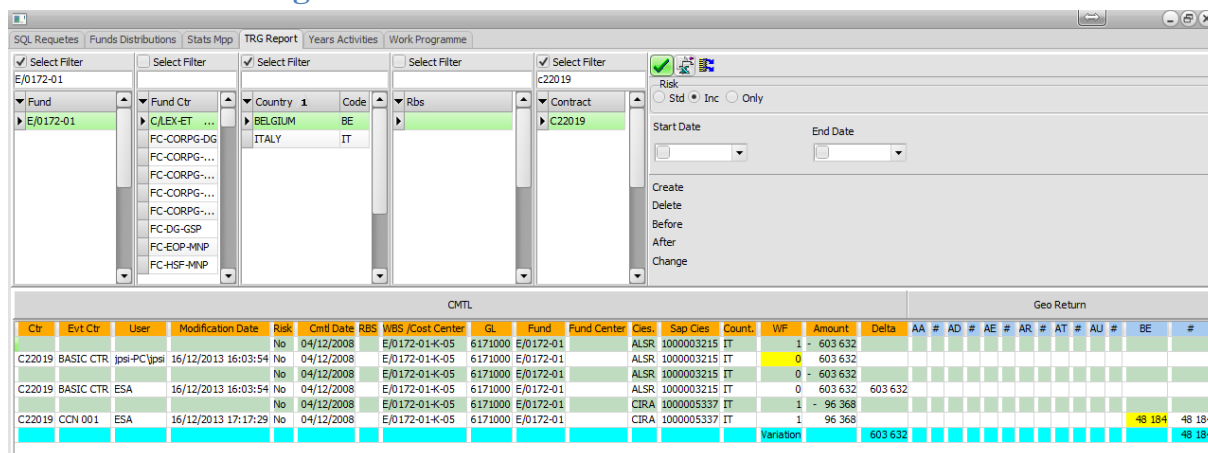 SQL Requetes Funds Distributions Stats Mpp TRG Report Years Activities Work Programme
Select Filter Select Filter Select Filter Select Filter Select Filter
E/0172-01 c22019
Risk
Std Inc Only
Fund Fund Ctr Country 1 Code Rbs Contract
E/0172-01 C/LEX-ET ... BELGIUM BE C22019
FC-CORPG-DG ITALY IT
FC-CORPG-...
FC-CORPG-...
FC-CORPG-...
FC-CORPG-...
FC-DG-GSP
FC-EOP-MNP
FC-HSF-MNP
Start Date End Date
Create
Delete
Before
After
Change
CMTL Geo Return
Ctr Evt Ctr User Modification Date Risk Cmtl Date RBS WBS /Cost Center GL Fund Fund Center Cies. Sap Cies Count. WF Amount Delta AA # AD # AE # AR # AT # AU # BE #
No 04/12/2008 E/0172-01-K-05 6171000 E/0172-01 ALSR 1000003215 IT 1 - 603 632
C22019 BASIC CTR jpsi-PC\jpsi 16/12/2013 16:03:54 No 04/12/2008 E/0172-01-K-05 6171000 E/0172-01 ALSR 1000003215 IT 0 603 632
No 04/12/2008 E/0172-01-K-05 6171000 E/0172-01 ALSR 1000003215 IT 0 - 603 632
C22019 BASIC CTR ESA 16/12/2013 16:03:54 No 04/12/2008 E/0172-01-K-05 6171000 E/0172-01 ALSR 1000003215 IT 0 603 632 603 632
No 04/12/2008 E/0172-01-K-05 6171000 E/0172-01 CIRA 1000005337 IT 1 - 96 368
C22019 CCN 001 ESA 16/12/2013 17:17:29 No 04/12/2008 E/0172-01-K-05 6171000 E/0172-01 CIRA 1000005337 IT 1 96 368 48 184 48 184
Variation 603 632 48 184